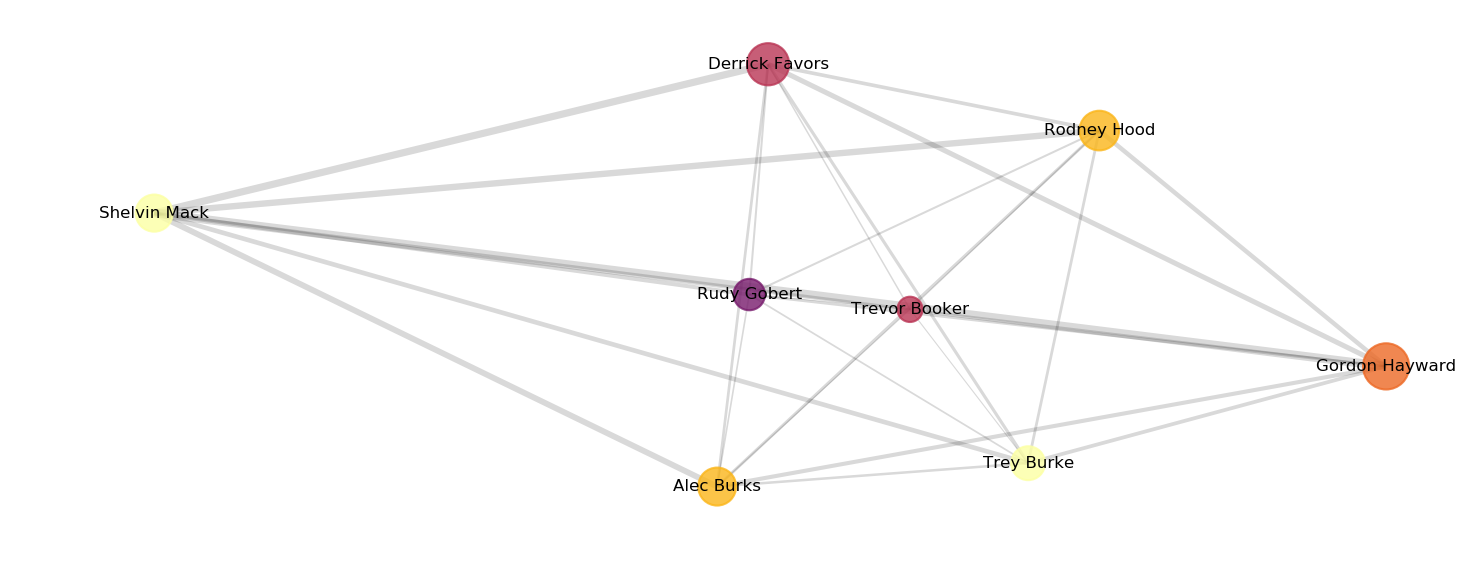 Derrick Favors
Rodney Hood
Shelvin Mack
Rudy Gobert
Trevor Booker
Gordon Hayward
Trey Burke
Alec Burks